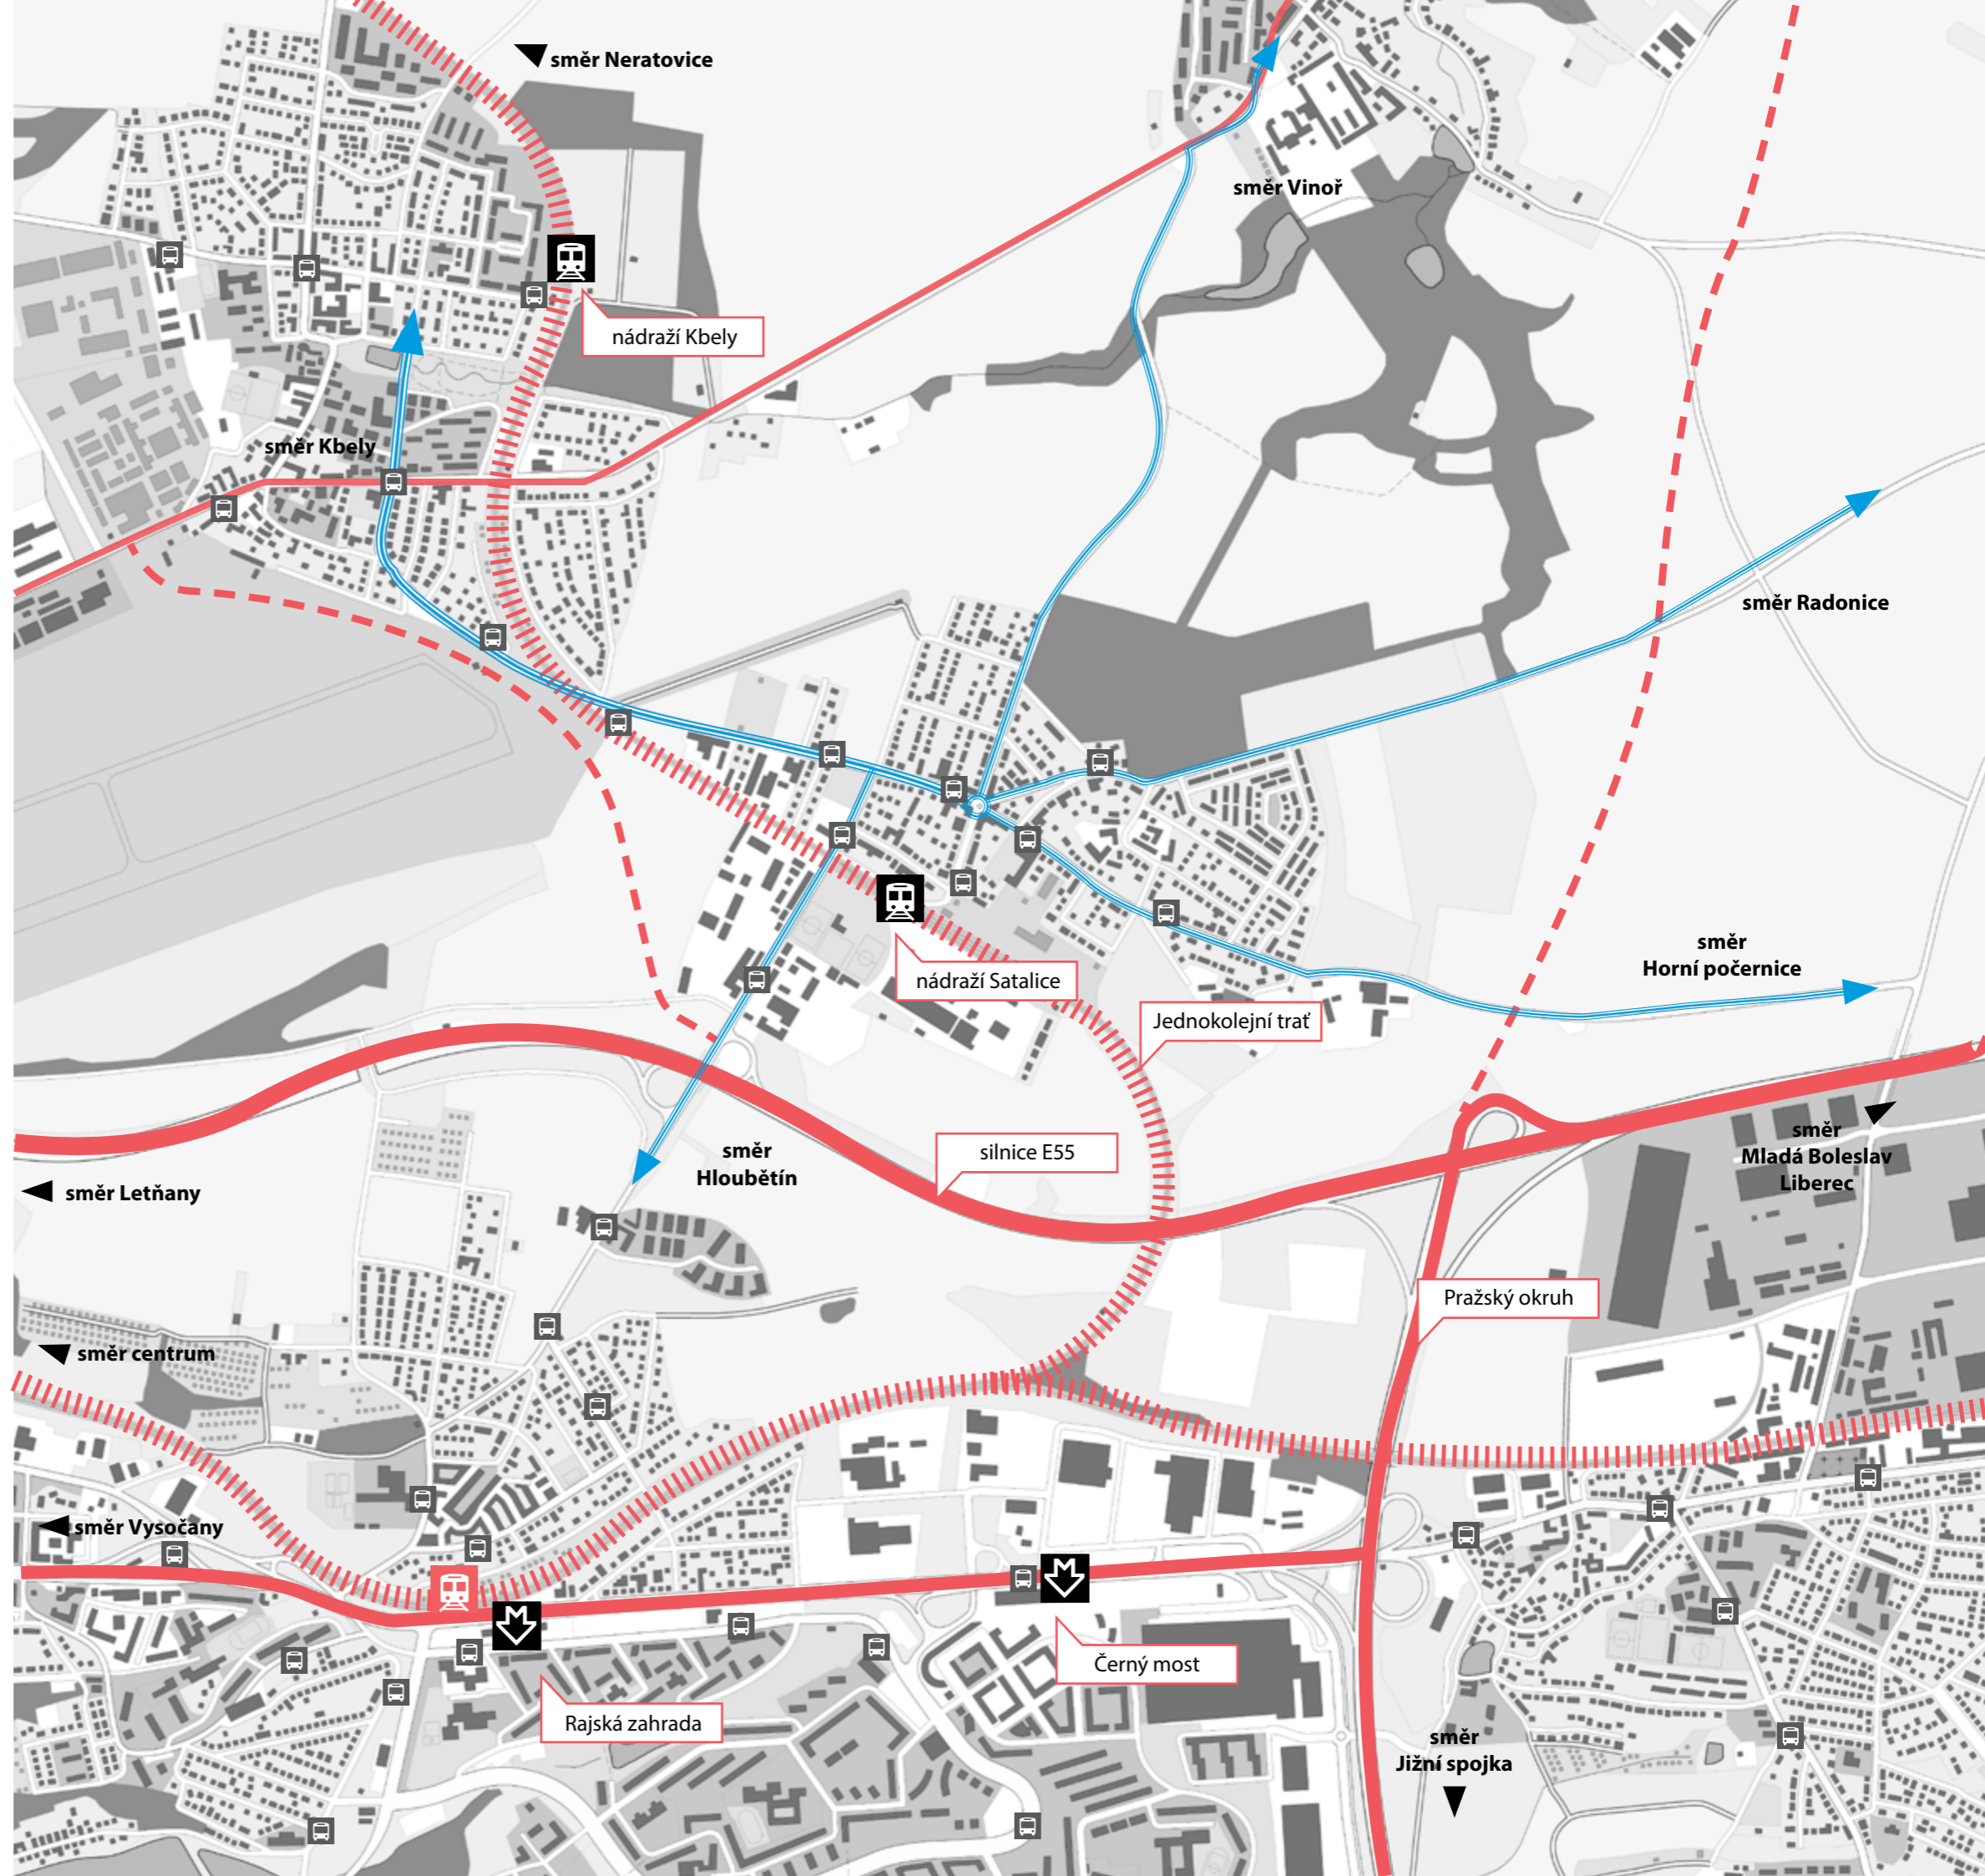 směr Neratovice
směr Vinoř
nádraží Kbely
směr Kbely
směr Radonice
směr
Horní počernice
nádraží Satalice
Jednokolejní trať
směr
Mladá Boleslav
Liberec
silnice E55
směr
Hloubětín
směr Letňany
Pražský okruh
směr centrum
směr Vysočany
Černý most
Rajská zahrada
směr
Jižní spojka